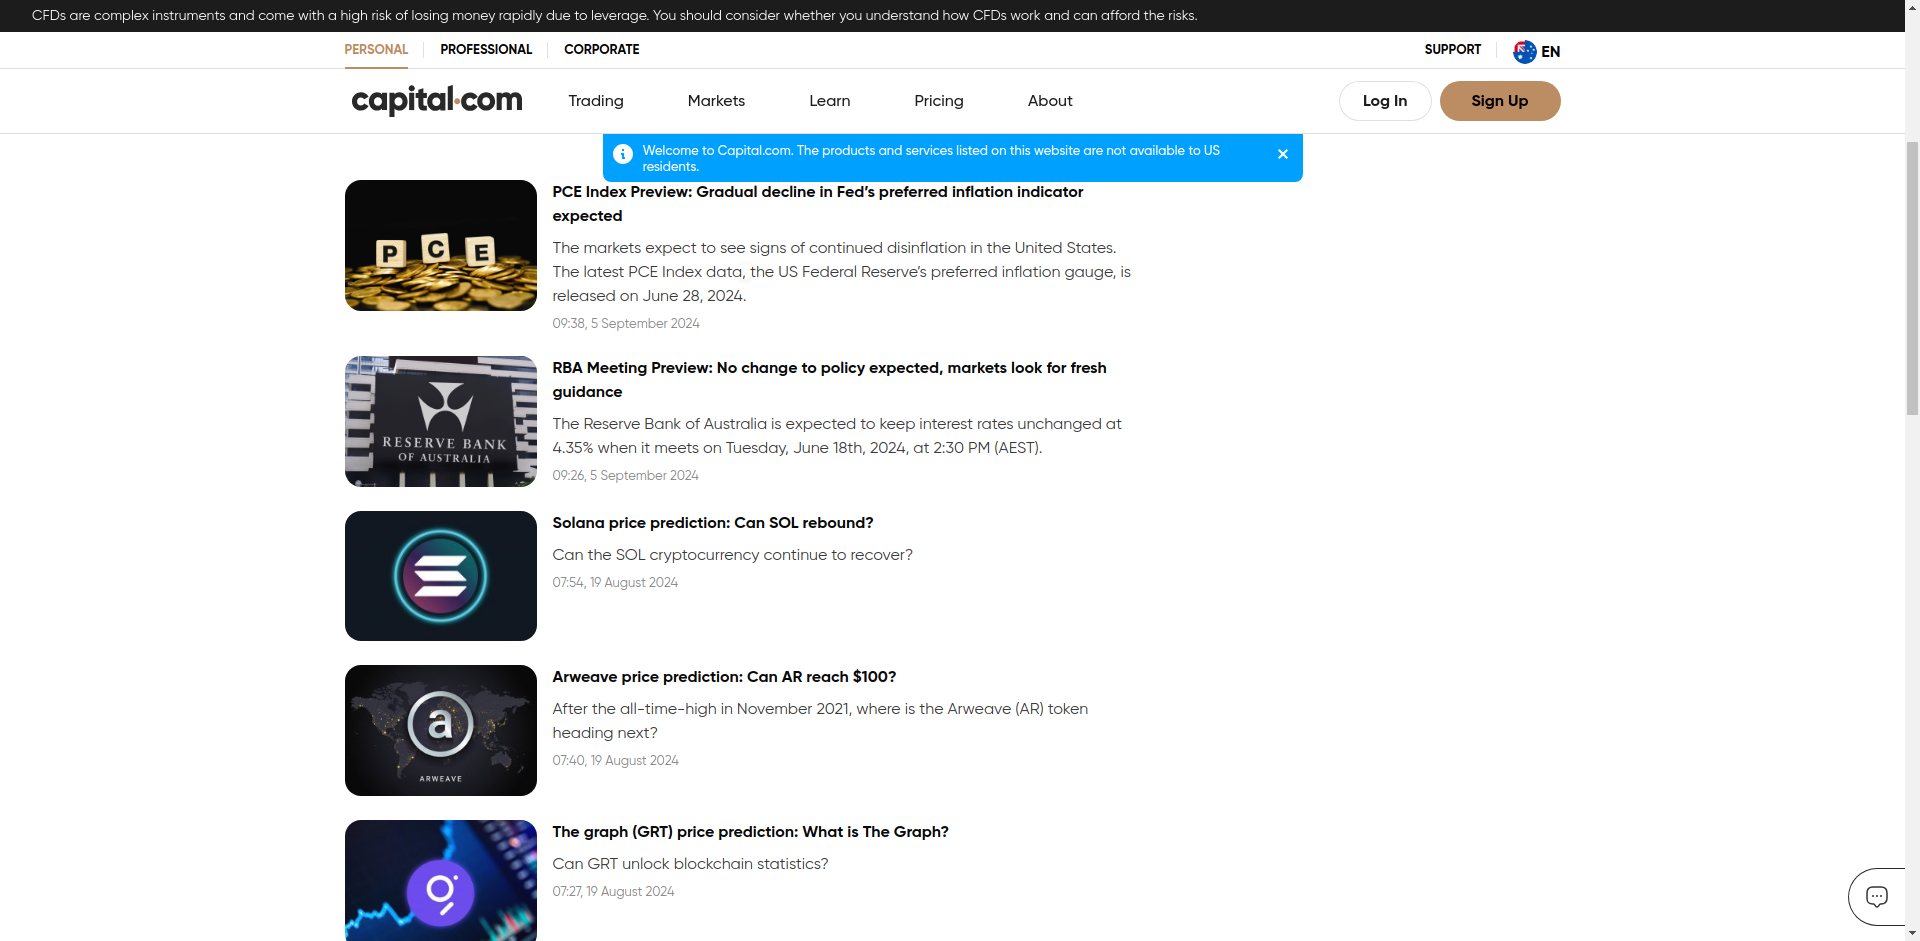 CFDs are complex instruments and come with a high risk of losing money rapidly due to leverage. You should consider whether you understand how CFDs work and can afford the risks.
PERSONAL
PROFESSIONAL
CORPORATE
SUPPORT
EN
capital.com
Trading
Markets
Learn
Pricing
About
Log In
Sign Up
Welcome to Capital.com. The products and services listed on this website are not available to US
residents.
P C E
PCE Index Preview: Gradual decline in Fed’s preferred inflation indicator
expected
The markets expect to see signs of continued disinflation in the United States.
The latest PCE Index data, the US Federal Reserve’s preferred inflation gauge, is
released on June 28, 2024.
09:38, 5 September 2024
RESERVE BANK
OF AUSTRALIA
RBA Meeting Preview: No change to policy expected, markets look for fresh
guidance
The Reserve Bank of Australia is expected to keep interest rates unchanged at
4.35% when it meets on Tuesday, June 18th, 2024, at 2:30 PM (AEST).
09:26, 5 September 2024
Solana price prediction: Can SOL rebound?
Can the SOL cryptocurrency continue to recover?
07:54, 19 August 2024
a
ARWEAVE
Arweave price prediction: Can AR reach $100?
After the all-time-high in November 2021, where is the Arweave (AR) token
heading next?
07:40, 19 August 2024
The graph (GRT) price prediction: What is The Graph?
Can GRT unlock blockchain statistics?
07:27, 19 August 2024